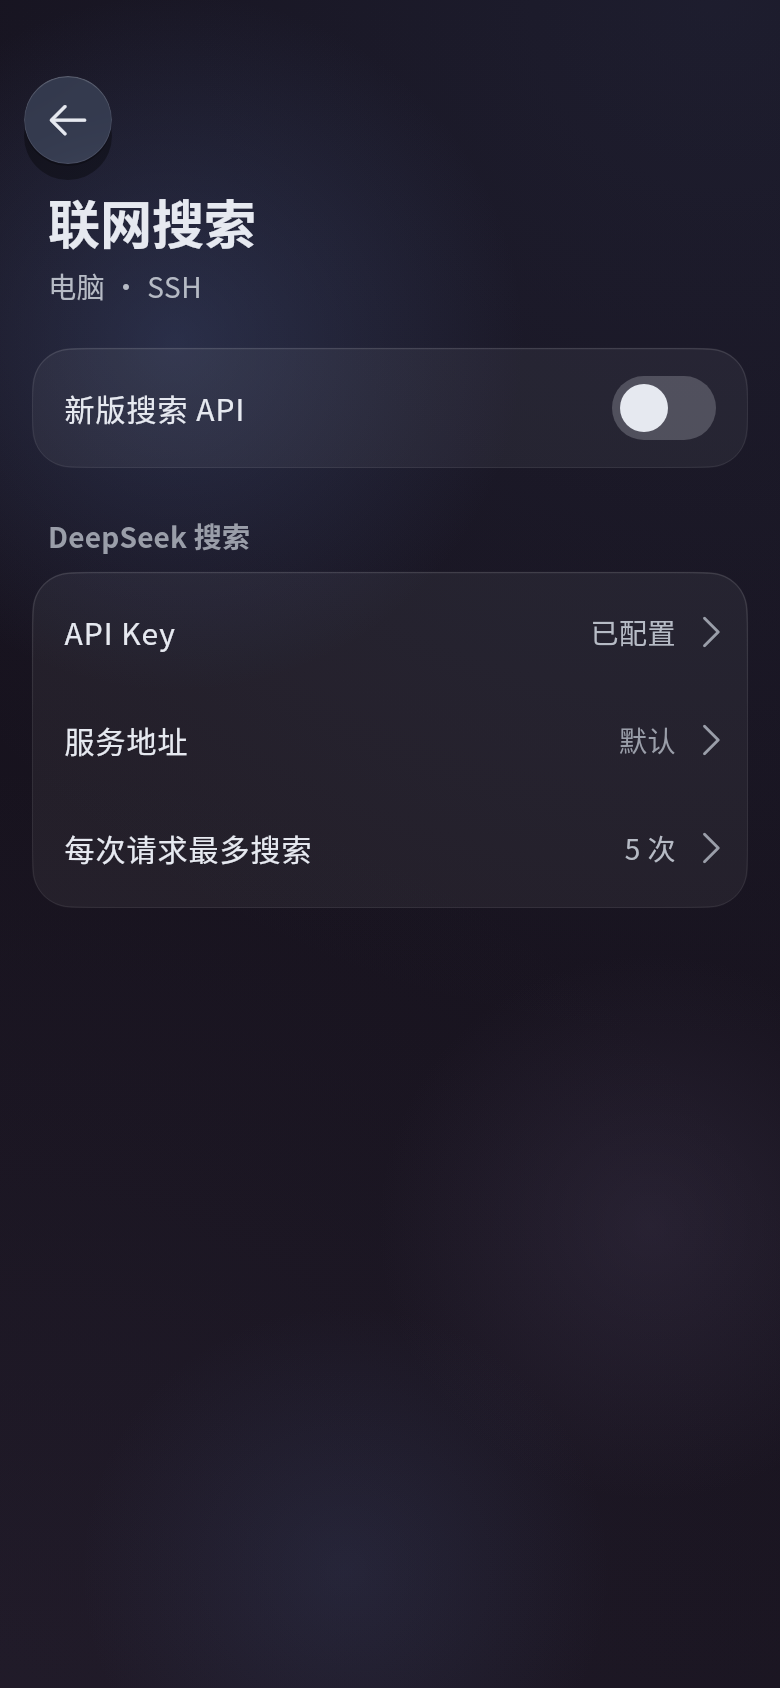 联网搜索
电脑 · SSH
新版搜索 API
DeepSeek 搜索
API Key 已配置
服务地址 默认
每次请求最多搜索 5 次